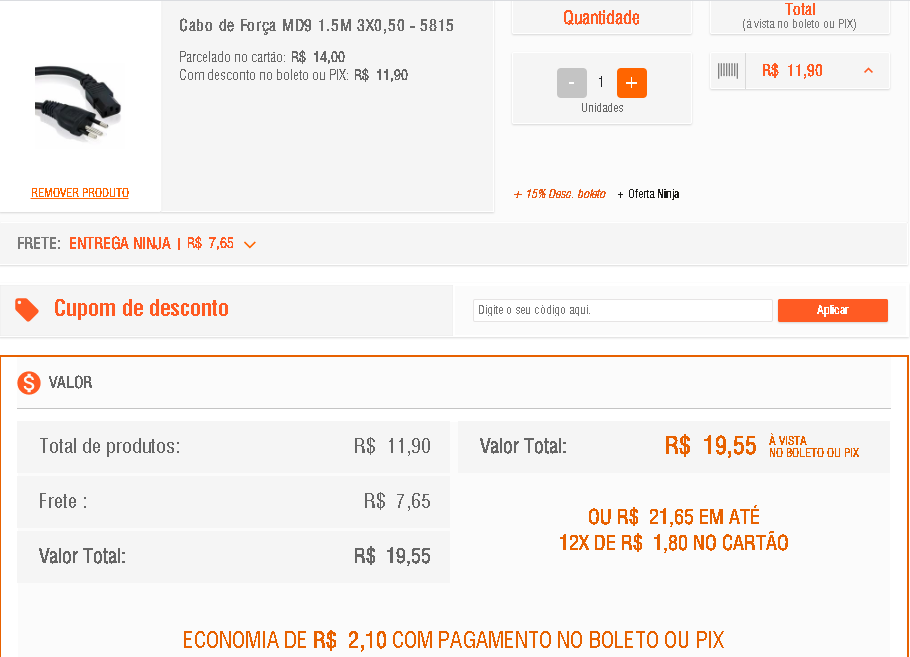 Cabo de Força MD9 1.5M 3X0,50 - 5815
Parcelado no cartão: R$ 14,00
Com desconto no boleto ou PIX: R$ 11,90
REMOVER PRODUTO
Quantidade
- 1 +
Unidades
Total
(á vista no boleto ou PIX)
R$ 11,90
+ 15% Desc. boleto + Oferta Ninja
FRETE: ENTREGA NINJA | R$ 7,65
Cupom de desconto
Digite o seu código aqui.
Aplicar
$ VALOR
Total de produtos: R$ 11,90
Frete : R$ 7,65
Valor Total: R$ 19,55
Valor Total: R$ 19,55 À VISTA
NO BOLETO OU PIX
OU R$ 21,65 EM ATÉ
12X DE R$ 1,80 NO CARTÃO
ECONOMIA DE R$ 2,10 COM PAGAMENTO NO BOLETO OU PIX